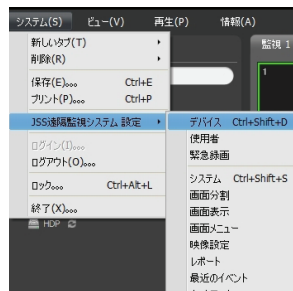 システム(S) ビュー(V) 再生(P) 情報(A)
新しいタブ(T)
削除(R)
監視 1
保存(E)... Ctrl+E
プリント(P)... Ctrl+P
1
JSS遠隔監視システム 設定
デバイス Ctrl+Shift+D
ログイン(I)...
使用者
ログアウト(O)...
緊急録画
ロック... Ctrl+Alt+L
システム Ctrl+Shift+S
画面分割
終了(X)...
画面表示
HDP
画面メニュー
映像設定
レポート
最近のイベント